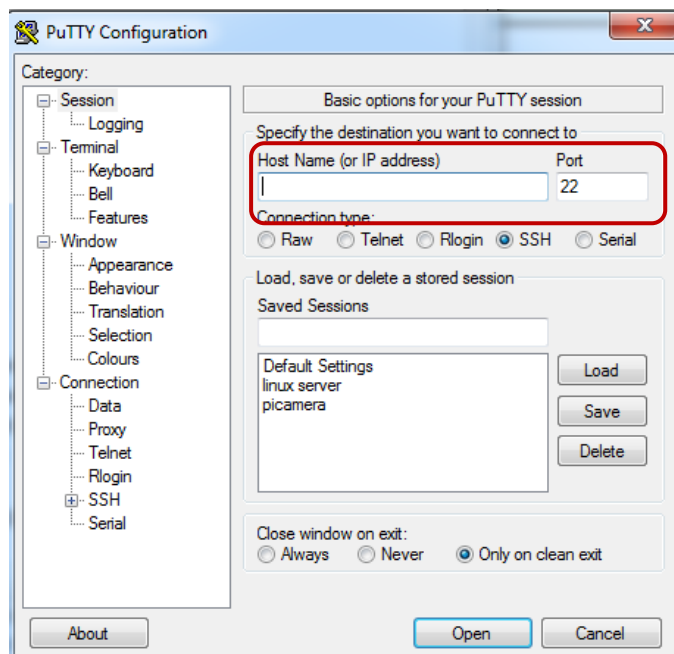 PuTTY Configuration
Category:
Session
Logging
Terminal
Keyboard
Bell
Features
Window
Appearance
Behaviour
Translation
Selection
Colours
Connection
Data
Proxy
Telnet
Rlogin
SSH
Serial
Basic options for your PuTTY session
Specify the destination you want to connect to
Host Name (or IP address) Port
22
Connection type:
Raw Telnet Rlogin SSH Serial
Load, save or delete a stored session
Saved Sessions
Default Settings
linux server
picamera
Load
Save
Delete
Close window on exit:
Always Never Only on clean exit
About Open Cancel